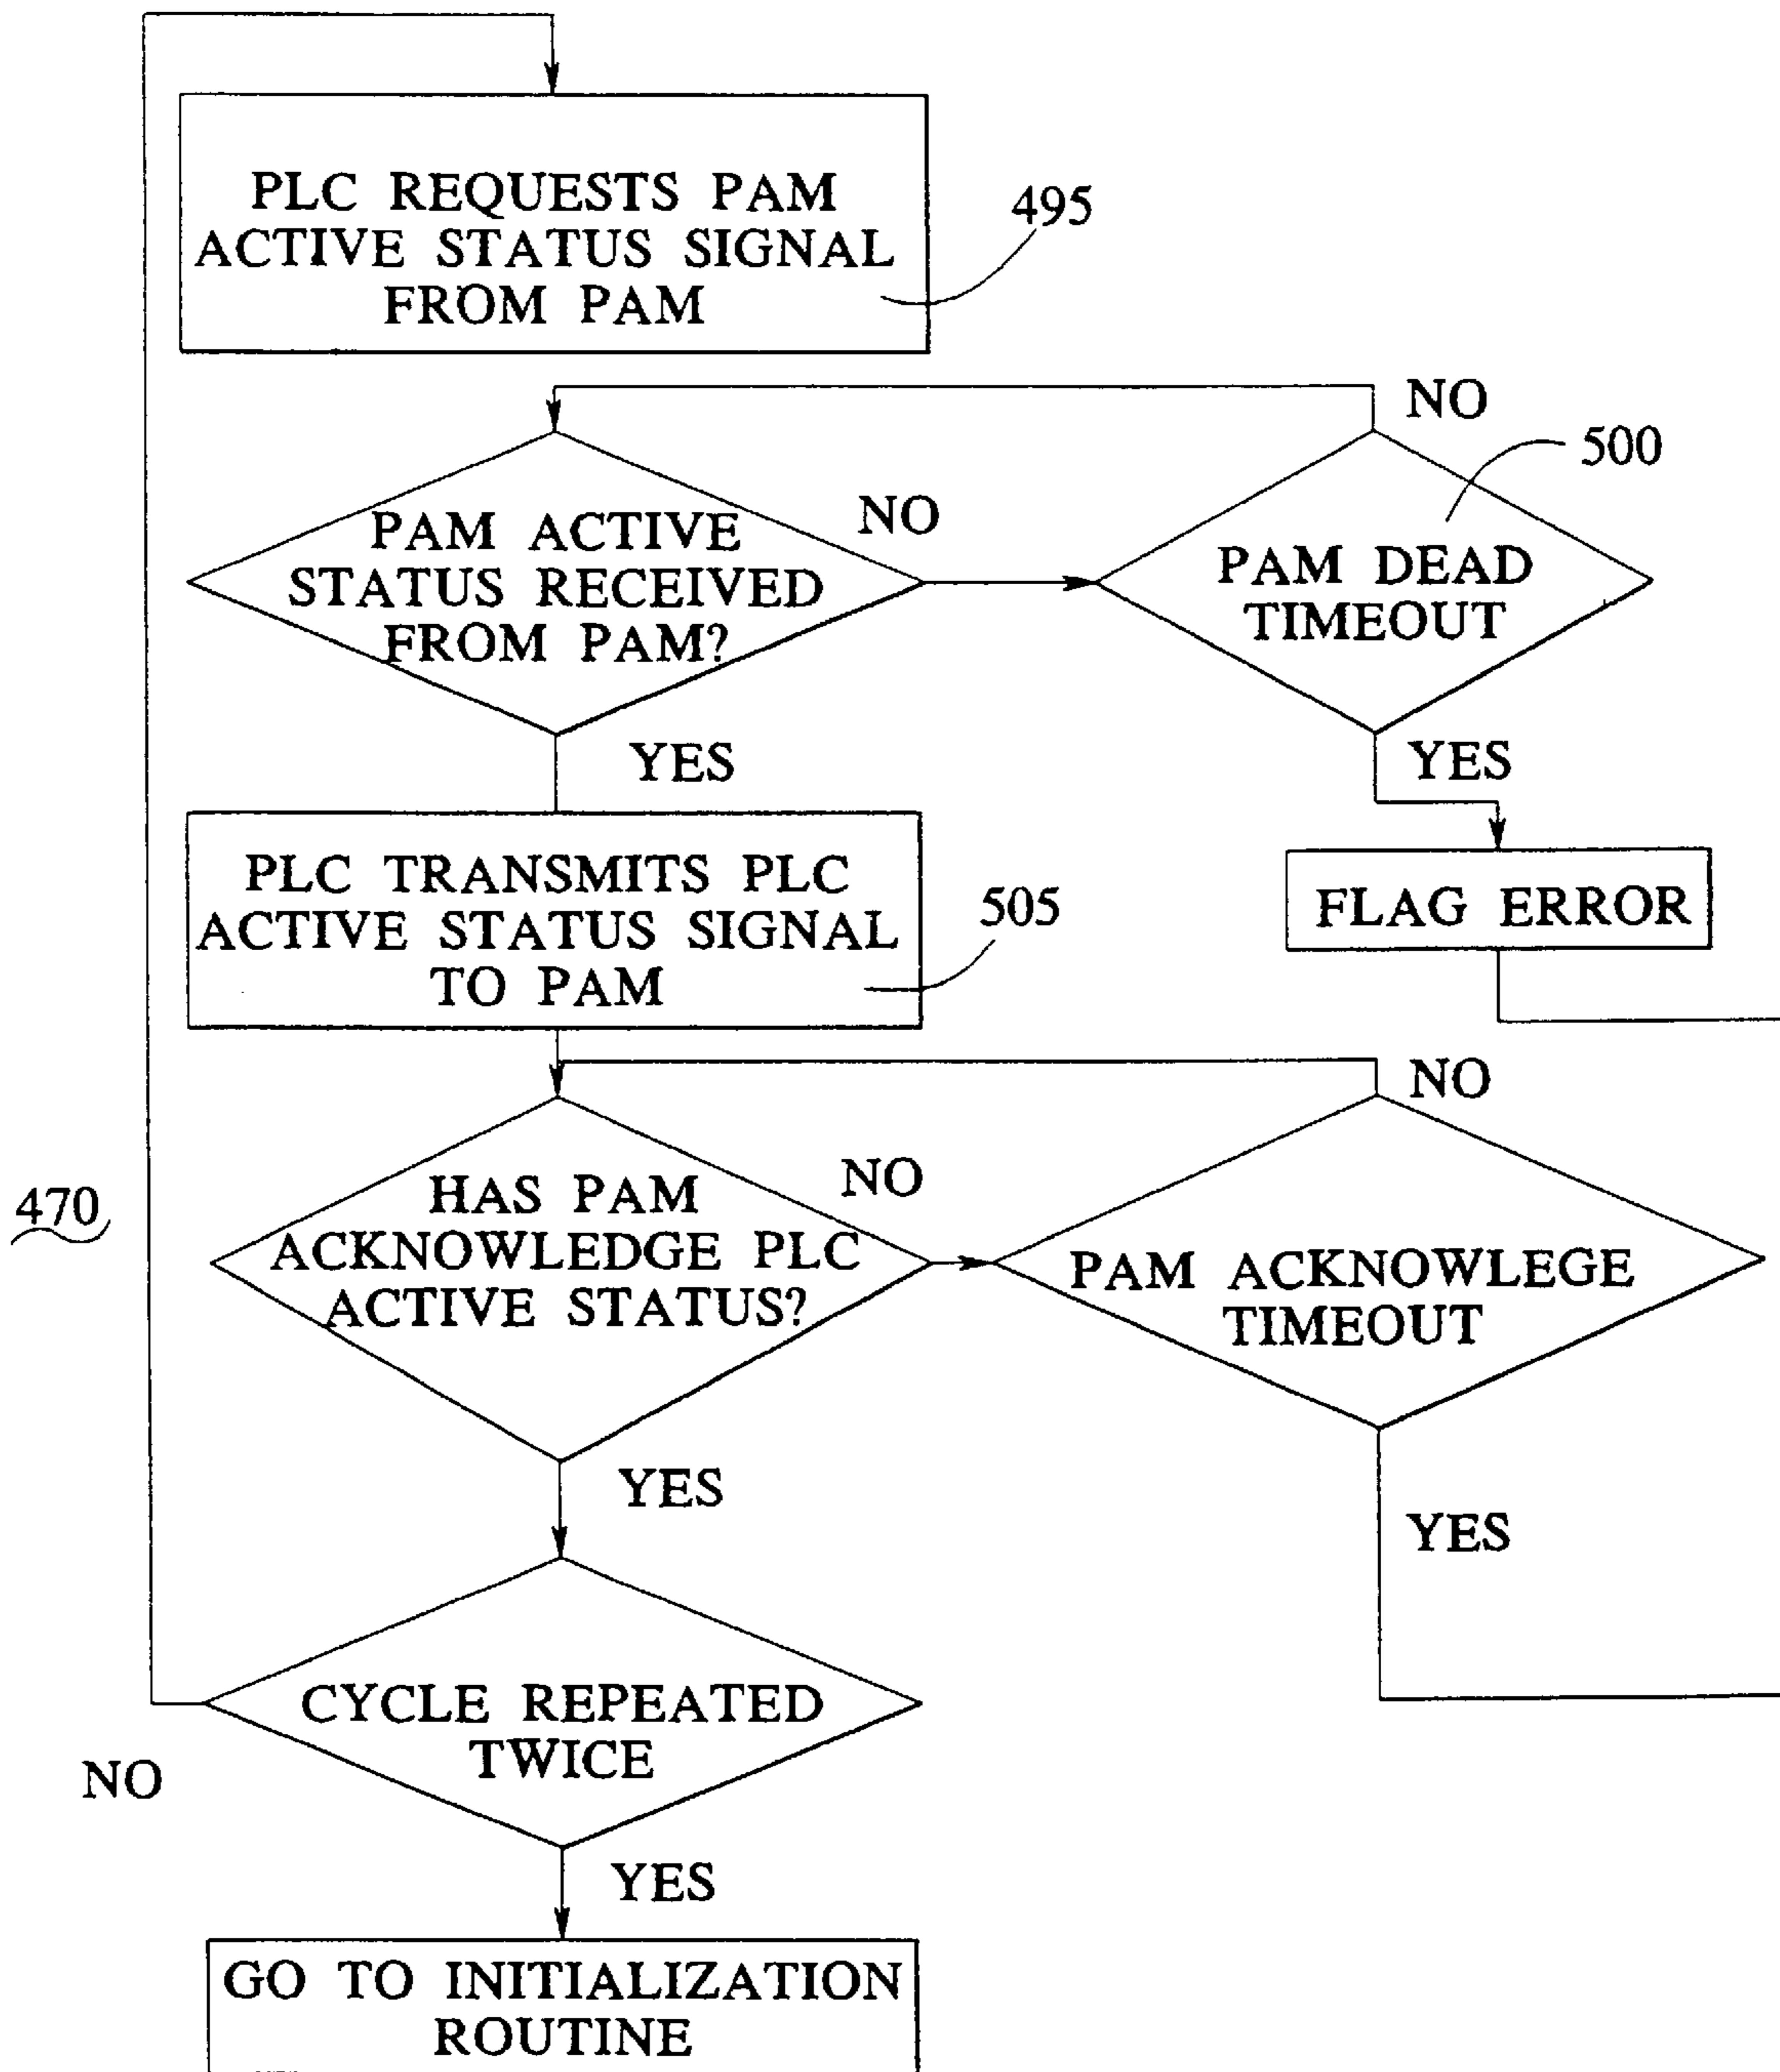 PLC REQUESTS PAM
ACTIVE STATUS SIGNAL
FROM PAM
495
NO
500
PAM ACTIVE
STATUS RECEIVED
FROM PAM?
NO
PAM DEAD
TIMEOUT
YES
YES
PLC TRANSMITS PLC
ACTIVE STATUS SIGNAL
TO PAM
505
FLAG ERROR
NO
HAS PAM
ACKNOWLEDGE PLC
ACTIVE STATUS?
NO
470
PAM ACKNOWLEGE
TIMEOUT
YES
YES
CYCLE REPEATED
TWICE
NO
YES
GO TO INITIALIZATION
ROUTINE